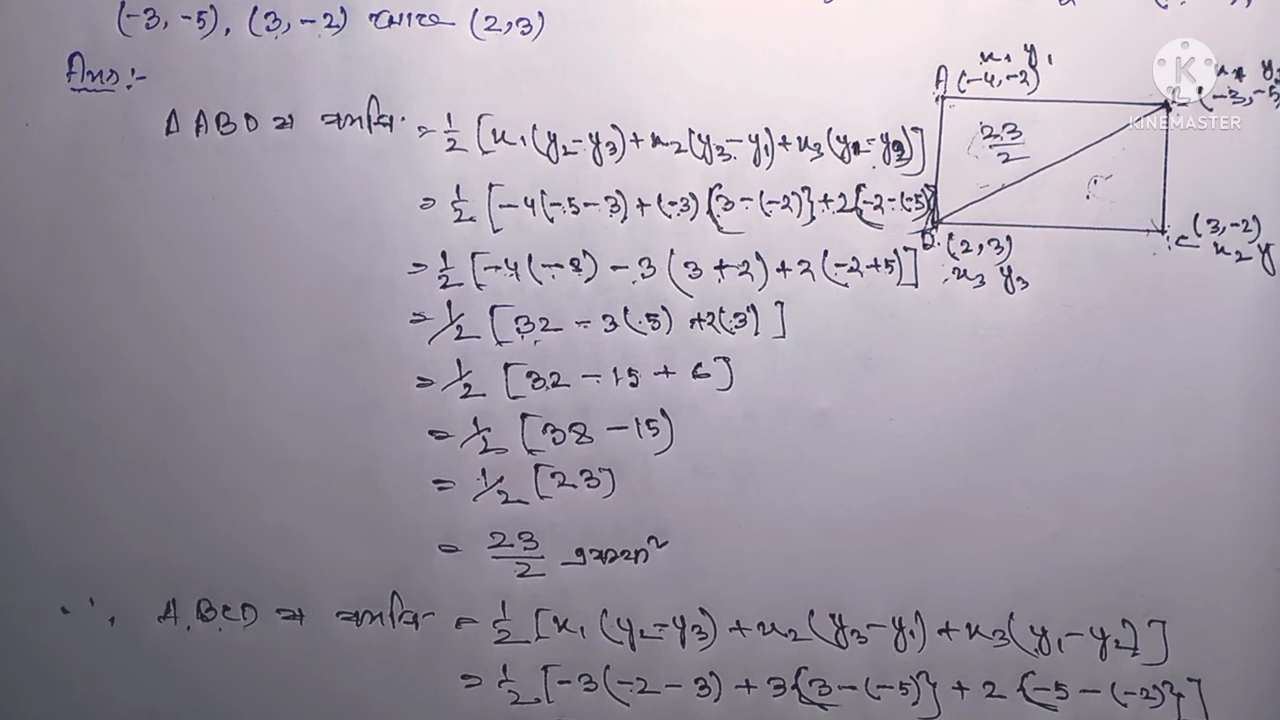 (-3, -5), (3, -2) আৰু (2,3)
Ans:-
Δ ABD ৰ কালি = 1/2 [x₁(y₂-y₃)+x₂(y₃-y₁)+x₃(y₁-y₂)]
= 1/2 [-4(-5-3)+(-3){3-(-2)}+2{-2-(-5)}]
= 1/2 [-4(-8) - 3(3+2)+2(-2+5)]
= 1/2 [32 - 3(5) + 2(3)]
= 1/2 [32 - 15 + 6]
= 1/2 [38 - 15)
= 1/2 [23]
= 23/2
∴ ΔBCD ৰ কালি = 1/2 [x₁(y₂-y₃)+x₂(y₃-y₁)+x₃(y₁-y₂)]
= 1/2 [-3(-2-3) + 3{3-(-5)} + 2{-5-(-2)}]
x₁ y₁
A (-4,-2)
(-3,-5)
23/2
D (2,3)
x₃ y₃
C (3,-2)
x₂ y
K
KINEMASTER